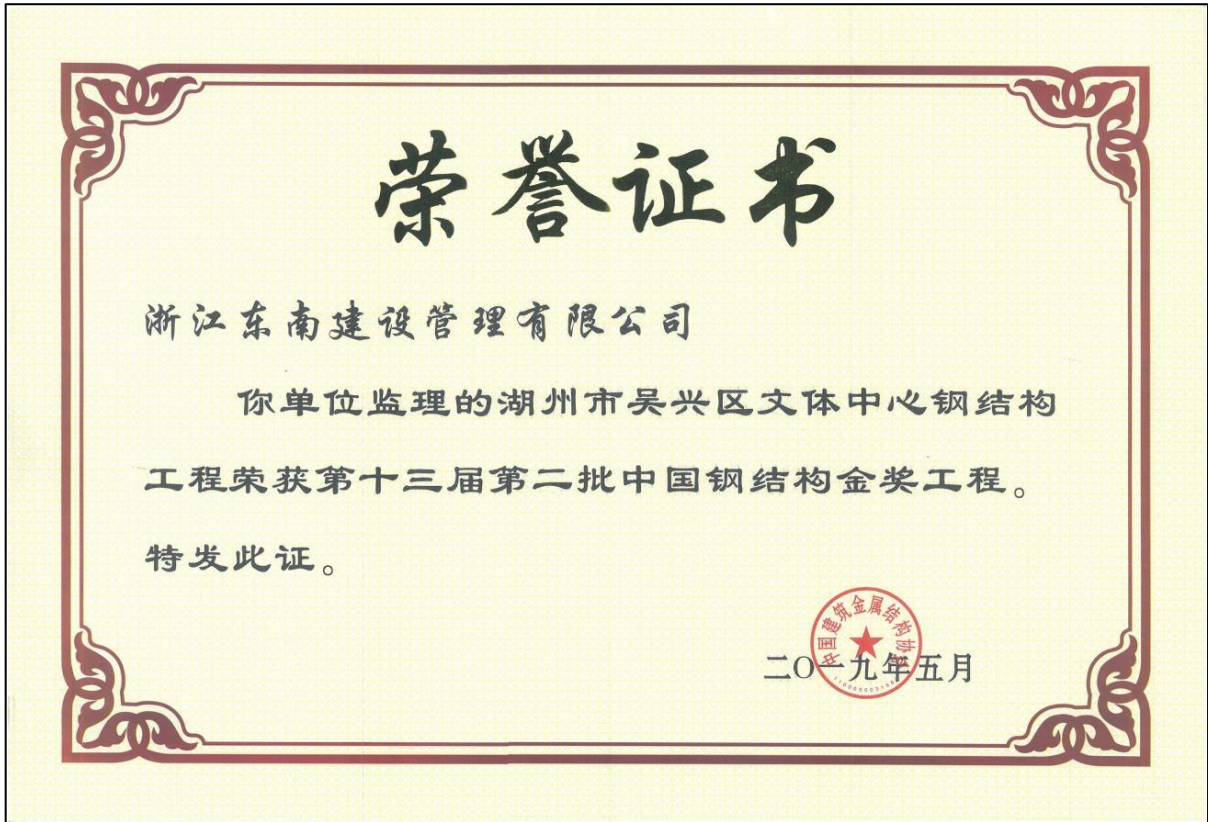 荣誉证书
浙江东南建设管理有限公司
你单位监理的湖州市吴兴区文体中心钢结构
工程荣获第十三届第二批中国钢结构金奖工程。
特发此证。
中国建筑金属结构协会
二〇一九年五月